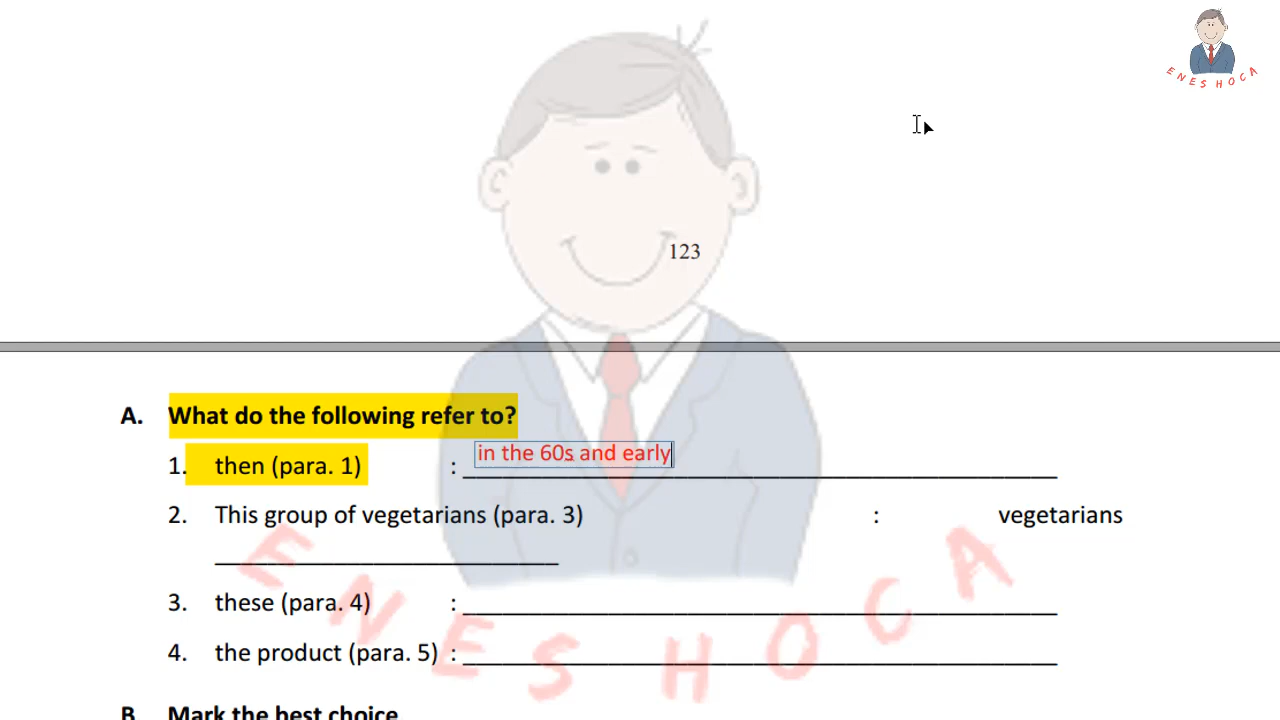 ENES HOCA
123
A. What do the following refer to?
1. then (para. 1) : in the 60s and early
2. This group of vegetarians (para. 3) : vegetarians
3. these (para. 4) :
4. the product (para. 5) :
ENES HOCA
B. Mark the best choice